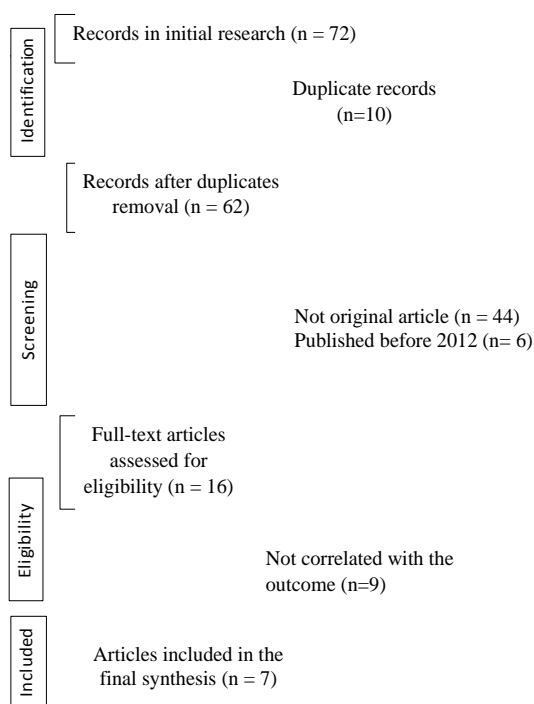 Records in initial research (n = 72)
Identification
Duplicate records
(n=10)
Records after duplicates
removal (n = 62)
Screening
Not original article (n = 44)
Published before 2012 (n= 6)
Full-text articles
assessed for
eligibility (n = 16)
Eligibility
Not correlated with the
outcome (n=9)
Included
Articles included in the
final synthesis (n = 7)